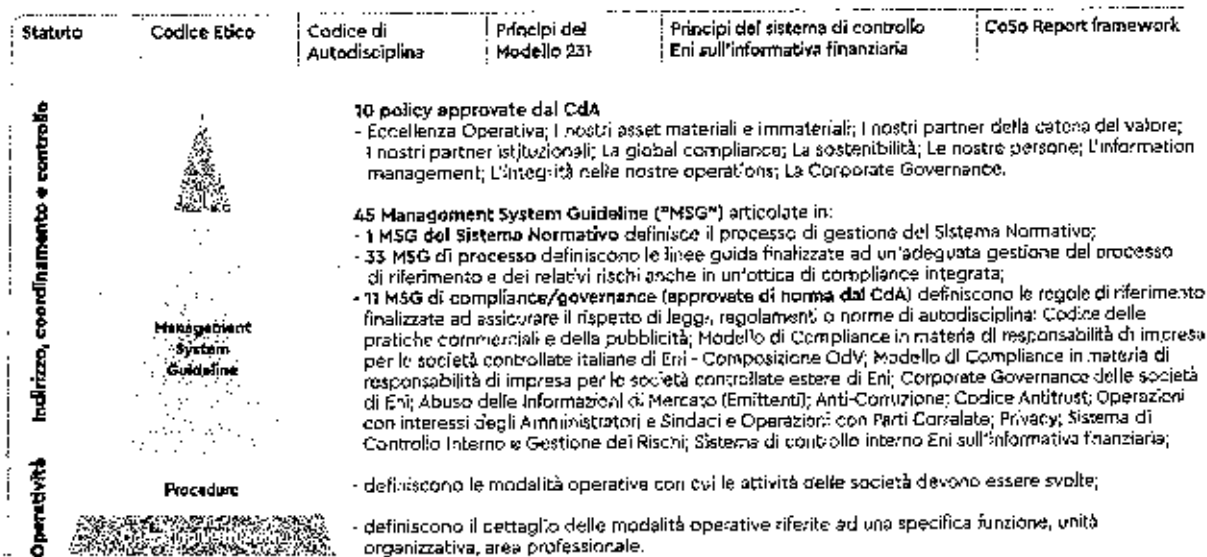 Statuto
Codice Etico
Codice di
Autodisciplina
Principi del
Modello 231
Principi del sistema di controllo
Eni sull'informativa finanziaria
CoSo Report framework
Indirizzo, coordinamento e controllo
10 policy approvate dal CdA
- Eccellenza Operativa; I nostri asset materiali e immateriali; I nostri partner della catena del valore;
I nostri partner istituzionali; La global compliance; La sostenibilità; Le nostre persone; L'information
management; L'integrità nelle nostre operations; La Corporate Governance.
45 Management System Guideline ("MSG") articolate in:
- 1 MSG del Sistema Normativo definisce il processo di gestione del Sistema Normativo;
- 33 MSG di processo definiscono le linee guida finalizzate ad un'adeguata gestione del processo
di riferimento e dei relativi rischi anche in un'ottica di compliance integrata;
- 11 MSG di compliance/governance (approvate di norma dal CdA) definiscono le regole di riferimento
finalizzate ad assicurare il rispetto di leggi, regolamenti o norme di autodisciplina: Codice delle
pratiche commerciali e della pubblicità; Modello di Compliance in materia di responsabilità di impresa
per le società controllate italiane di Eni - Composizione OdV; Modello di Compliance in materia di
responsabilità di impresa per le società controllate estere di Eni; Corporate Governance delle società
di Eni; Abuso delle Informazioni di Mercato (Emittenti); Anti-Corruzione; Codice Antitrust; Operazioni
con interessi degli Amministratori e Sindaci e Operazioni con Parti Correlate; Privacy; Sistema di
Controllo Interno e Gestione dei Rischi; Sistema di controllo interno Eni sull'informativa finanziaria;
Management
System
Guideline
Operatività
Procedure
- definiscono le modalità operative con cui le attività delle società devono essere svolte;
- definiscono il dettaglio delle modalità operative riferite ad una specifica funzione, unità
organizzativa, area professionale.